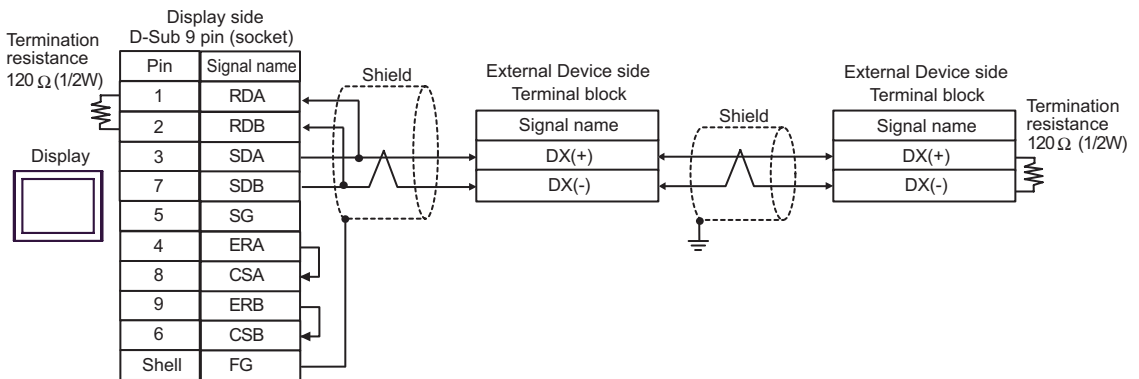 Display side
D-Sub 9 pin (socket)
Termination
resistance
120 Ω (1/2W)
Pin Signal name
1 RDA
2 RDB
3 SDA
7 SDB
5 SG
4 ERA
8 CSA
9 ERB
6 CSB
Shell FG
Display
Shield
External Device side
Terminal block
Signal name
DX(+)
DX(-)
Shield
External Device side
Terminal block
Signal name
DX(+)
DX(-)
Termination
resistance
120 Ω (1/2W)